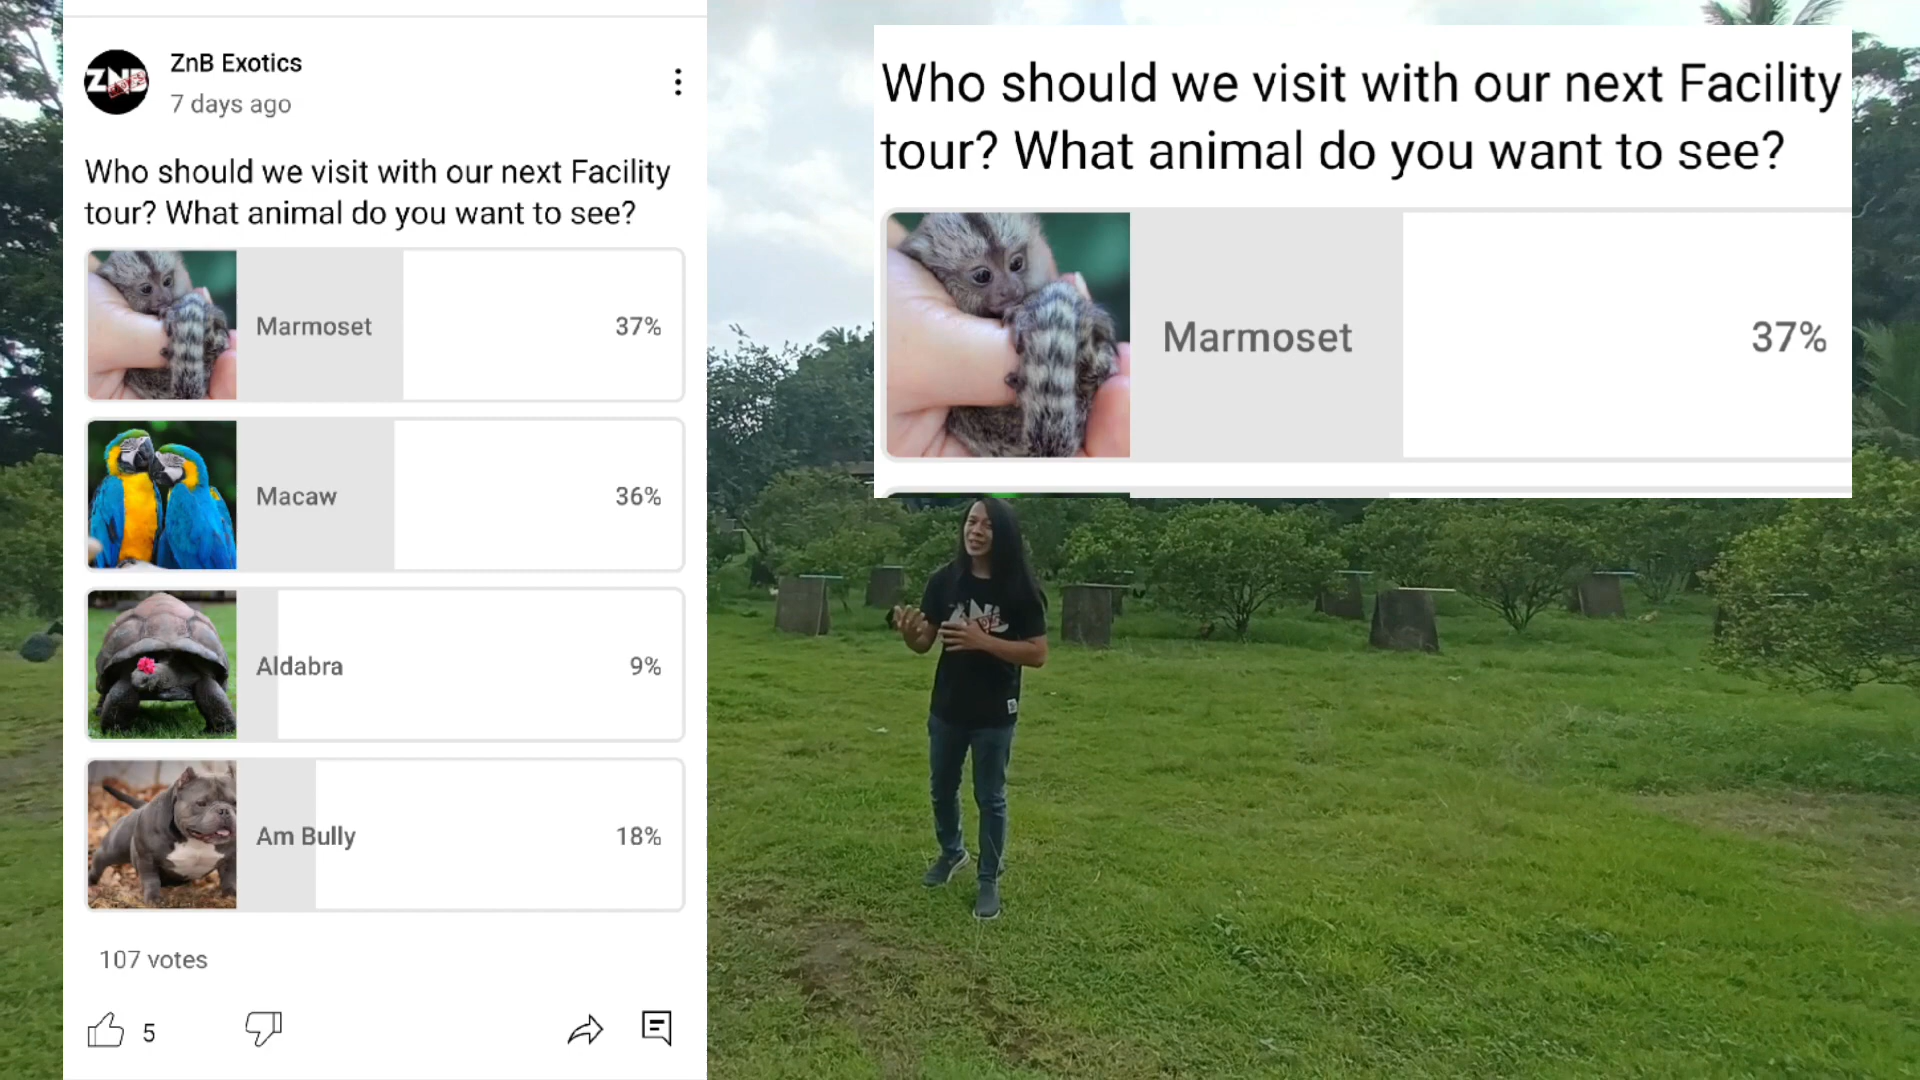 ZnB Exotics
7 days ago
Who should we visit with our next Facility
tour? What animal do you want to see?
Marmoset 37%
Macaw 36%
Aldabra 9%
Am Bully 18%
107 votes
5
Who should we visit with our next Facility
tour? What animal do you want to see?
Marmoset 37%
ZNB